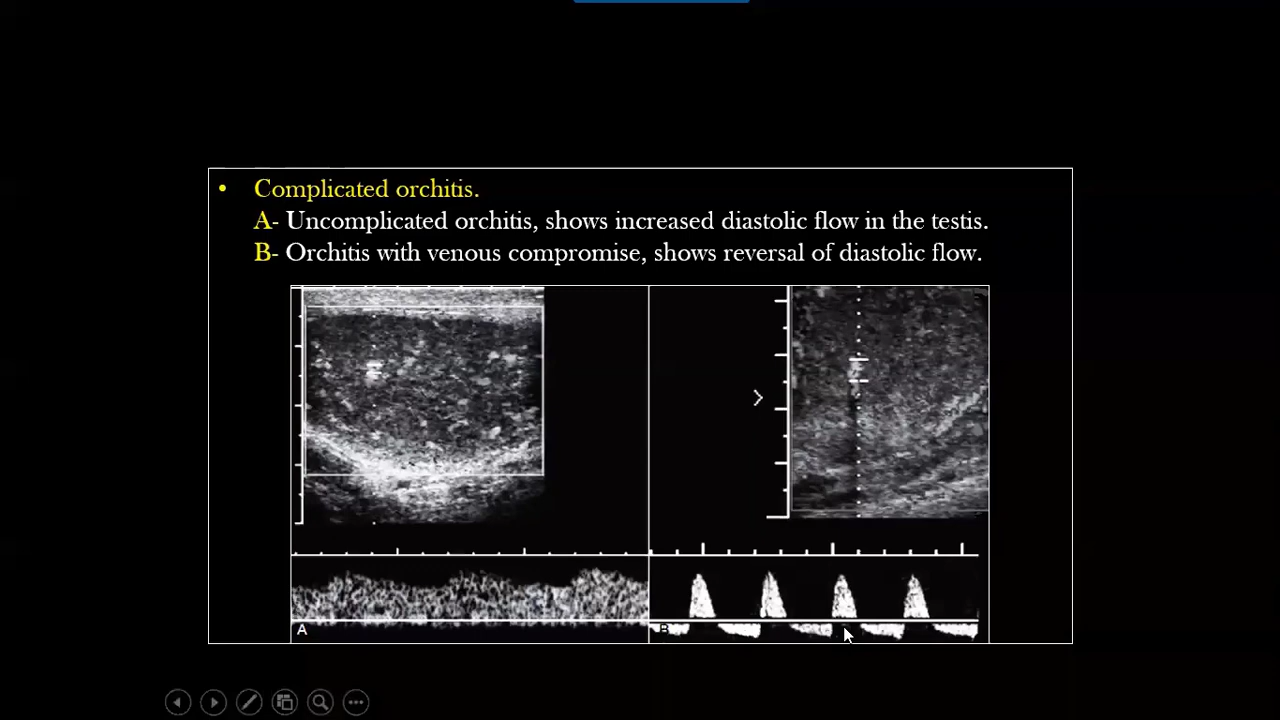 • Complicated orchitis.
A- Uncomplicated orchitis, shows increased diastolic flow in the testis.
B- Orchitis with venous compromise, shows reversal of diastolic flow.
A
B